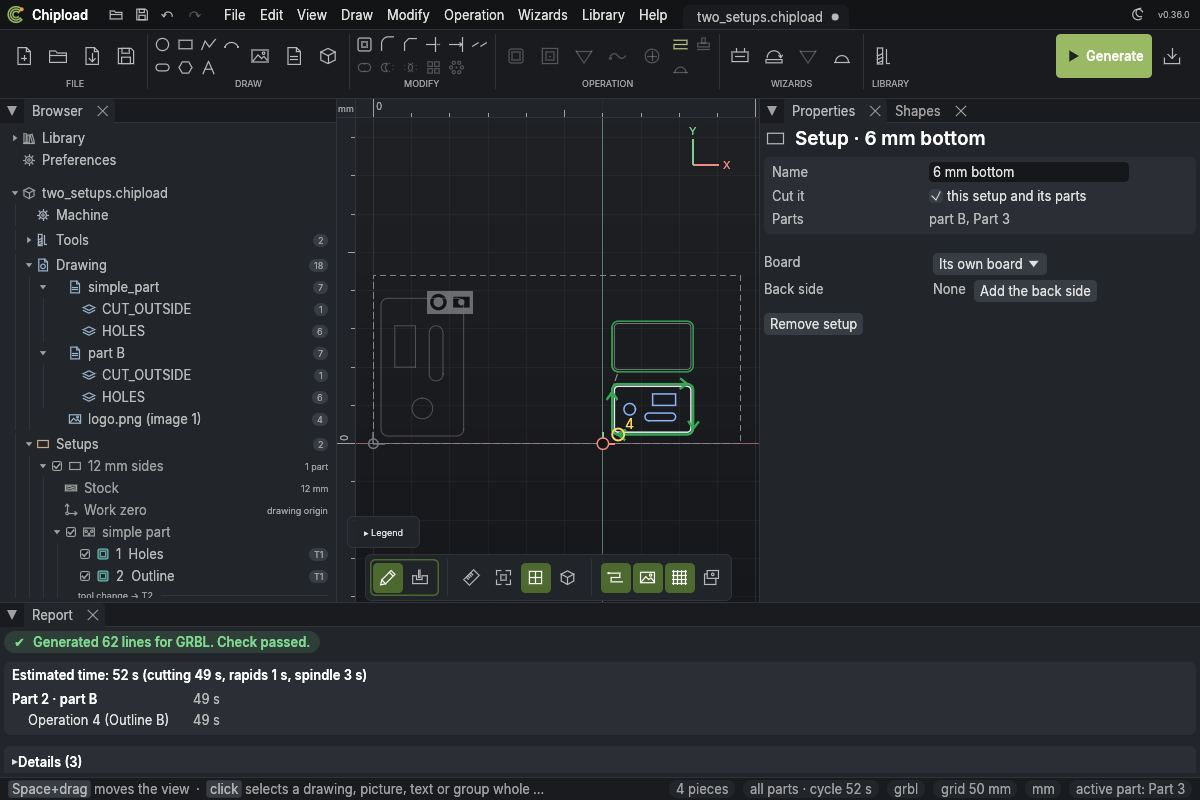 Chipload File Edit View Draw Modify Operation Wizards Library Help two_setups.chipload v0.36.0
FILE DRAW MODIFY OPERATION WIZARDS LIBRARY Generate
Browser
Library
Preferences
two_setups.chipload
Machine
Tools 2
Drawing 18
simple_part 7
CUT_OUTSIDE 1
HOLES 6
part B 7
CUT_OUTSIDE 1
HOLES 6
logo.png (image 1) 4
Setups 2
12 mm sides 1 part
Stock 12 mm
Work zero drawing origin
simple part
1 Holes T1
2 Outline T1
tool change → T2
mm 0
0
Y
X
4
Legend
Properties Shapes
Setup · 6 mm bottom
Name 6 mm bottom
Cut it this setup and its parts
Parts part B, Part 3
Board Its own board
Back side None Add the back side
Remove setup
Report
✔ Generated 62 lines for GRBL. Check passed.
Estimated time: 52 s (cutting 49 s, rapids 1 s, spindle 3 s)
Part 2 · part B 49 s
Operation 4 (Outline B) 49 s
Details (3)
Space+drag moves the view · click selects a drawing, picture, text or group whole ... 4 pieces all parts · cycle 52 s grbl grid 50 mm mm active part: Part 3